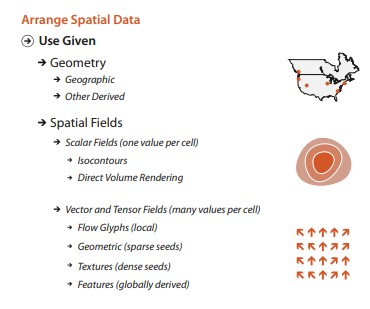 Arrange Spatial Data
→ Use Given
→ Geometry
→ Geographic
→ Other Derived
→ Spatial Fields
→ Scalar Fields (one value per cell)
→ Isocontours
→ Direct Volume Rendering
→ Vector and Tensor Fields (many values per cell)
→ Flow Glyphs (local)
→ Geometric (sparse seeds)
→ Textures (dense seeds)
→ Features (globally derived)